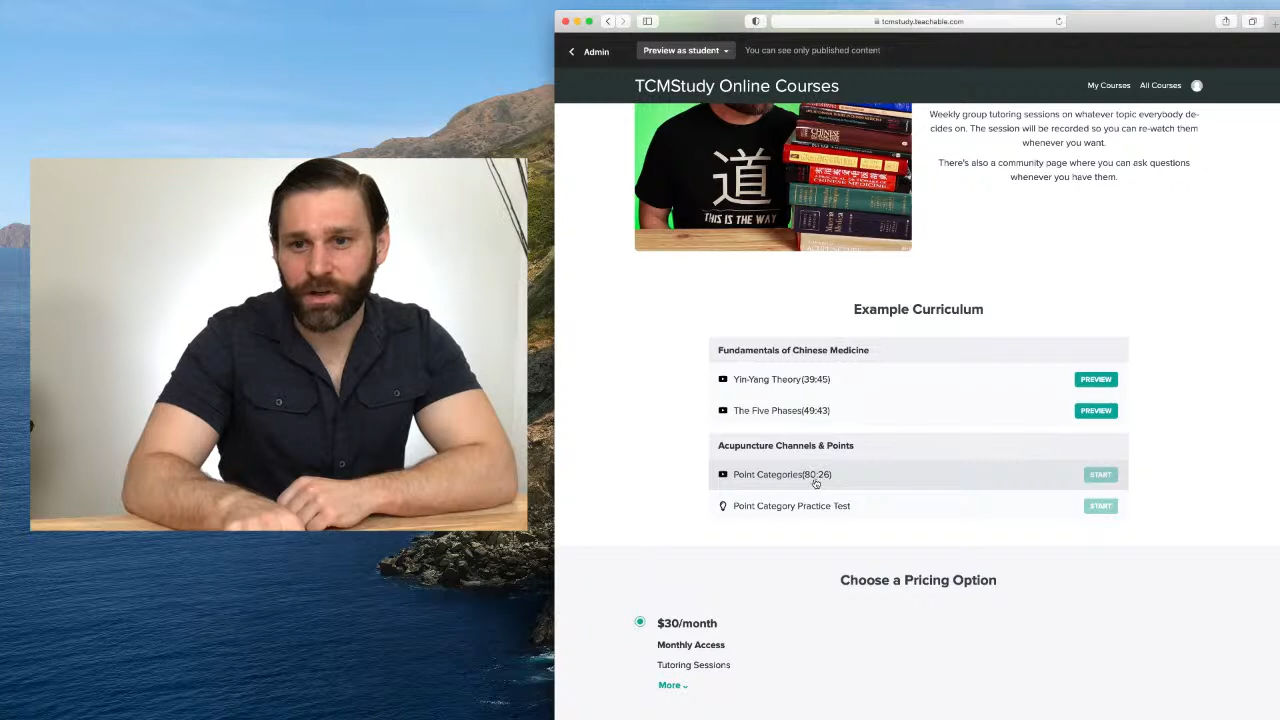 tcmstudy.teachable.com
Admin
Preview as student
You can see only published content
TCMStudy Online Courses
My Courses
All Courses
Weekly group tutoring sessions on whatever topic everybody de-
cides on. The session will be recorded so you can re-watch them
whenever you want.
There's also a community page where you can ask questions
whenever you have them.
道
THIS IS THE WAY
CHINESE
OF CHINESE MEDICINE
Example Curriculum
Fundamentals of Chinese Medicine
Yin-Yang Theory(39:45)
PREVIEW
The Five Phases(49:43)
PREVIEW
Acupuncture Channels & Points
Point Categories(80:26)
START
Point Category Practice Test
START
Choose a Pricing Option
$30/month
Monthly Access
Tutoring Sessions
More